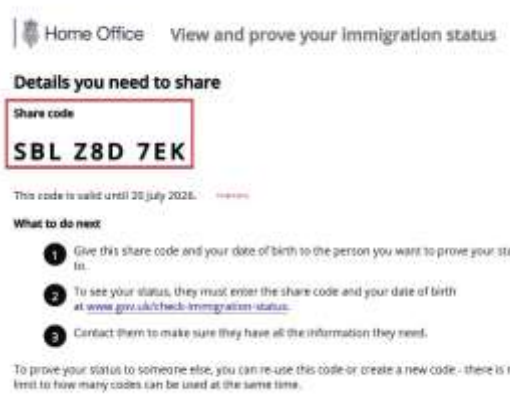 Home Office View and prove your immigration status
Details you need to share
Share code
SBL Z8D 7EK
This code is valid until 20 July 2026.
What to do next
1 Give this share code and your date of birth to the person you want to prove your sta
to.
2 To see your status, they must enter the share code and your date of birth
at www.gov.uk/check-immigration-status.
3 Contact them to make sure they have all the information they need.
To prove your status to someone else, you can re-use this code or create a new code - there is
limit to how many codes can be used at the same time.